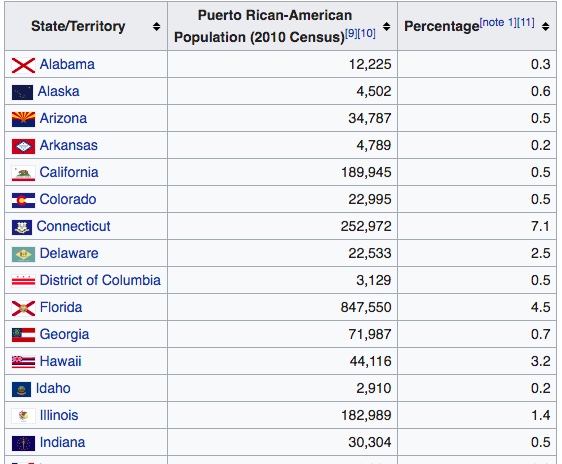 State/Territory Puerto Rican-American Population (2010 Census)[9][10] Percentage[note 1][11]
Alabama 12,225 0.3
Alaska 4,502 0.6
Arizona 34,787 0.5
Arkansas 4,789 0.2
California 189,945 0.5
Colorado 22,995 0.5
Connecticut 252,972 7.1
Delaware 22,533 2.5
District of Columbia 3,129 0.5
Florida 847,550 4.5
Georgia 71,987 0.7
Hawaii 44,116 3.2
Idaho 2,910 0.2
Illinois 182,989 1.4
Indiana 30,304 0.5